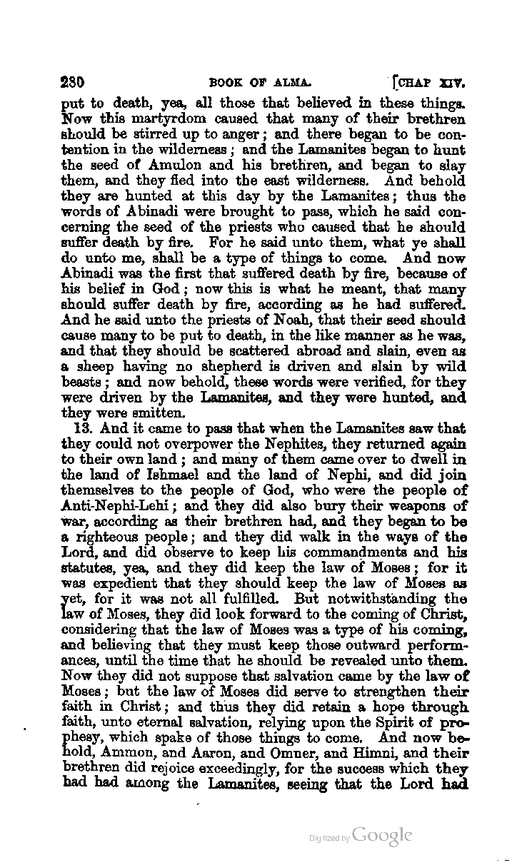 230 BOOK OF ALMA. [CHAP XIV.
put to death, yea, all those that believed in these things.
Now this martyrdom caused that many of their brethren
should be stirred up to anger; and there began to be con-
tention in the wilderness; and the Lamanites began to hunt
the seed of Amulon and his brethren, and began to slay
them, and they fled into the east wilderness. And behold
they are hunted at this day by the Lamanites; thus the
words of Abinadi were brought to pass, which he said con-
cerning the seed of the priests who caused that he should
suffer death by fire. For he said unto them, what ye shall
do unto me, shall be a type of things to come. And now
Abinadi was the first that suffered death by fire, because of
his belief in God; now this is what he meant, that many
should suffer death by fire, according as he had suffered.
And he said unto the priests of Noah, that their seed should
cause many to be put to death, in the like manner as he was,
and that they should be scattered abroad and slain, even as
a sheep having no shepherd is driven and slain by wild
beasts; and now behold, these words were verified, for they
were driven by the Lamanites, and they were hunted, and
they were smitten.
13. And it came to pass that when the Lamanites saw that
they could not overpower the Nephites, they returned again
to their own land; and many of them came over to dwell in
the land of Ishmael and the land of Nephi, and did join
themselves to the people of God, who were the people of
Anti-Nephi-Lehi; and they did also bury their weapons of
war, according as their brethren had, and they began to be
a righteous people; and they did walk in the ways of the
Lord, and did observe to keep his commandments and his
statutes, yea, and they did keep the law of Moses; for it
was expedient that they should keep the law of Moses as
yet, for it was not all fulfilled. But notwithstanding the
law of Moses, they did look forward to the coming of Christ,
considering that the law of Moses was a type of his coming,
and believing that they must keep those outward perform-
ances, until the time that he should be revealed unto them.
Now they did not suppose that salvation came by the law of
Moses; but the law of Moses did serve to strengthen their
faith in Christ; and thus they did retain a hope through
faith, unto eternal salvation, relying upon the Spirit of pro-
phesy, which spake of those things to come. And now be-
hold, Ammon, and Aaron, and Omner, and Himni, and their
brethren did rejoice exceedingly, for the success which they
had had among the Lamanites, seeing that the Lord had
Digitized by Google